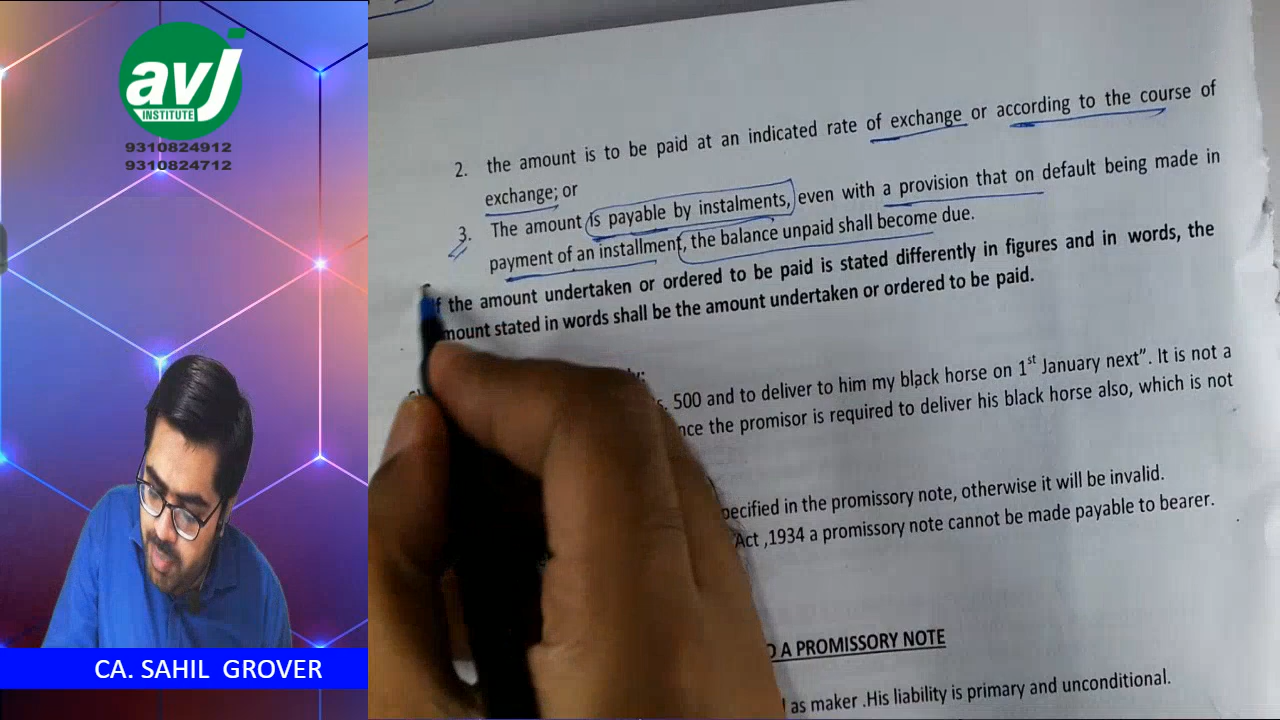 avj
INSTITUTE
9310824912
9310824712
CA. SAHIL GROVER
2. the amount is to be paid at an indicated rate of exchange or according to the course of
exchange; or
3. The amount is payable by instalments, even with a provision that on default being made in
payment of an installment, the balance unpaid shall become due.
If the amount undertaken or ordered to be paid is stated differently in figures and in words, the
amount stated in words shall be the amount undertaken or ordered to be paid.
500 and to deliver to him my black horse on 1st January next”. It is not a
the promisor is required to deliver his black horse also, which is not
in the promissory note, otherwise it will be invalid.
Act ,1934 a promissory note cannot be made payable to bearer.
A PROMISSORY NOTE
as maker .His liability is primary and unconditional.